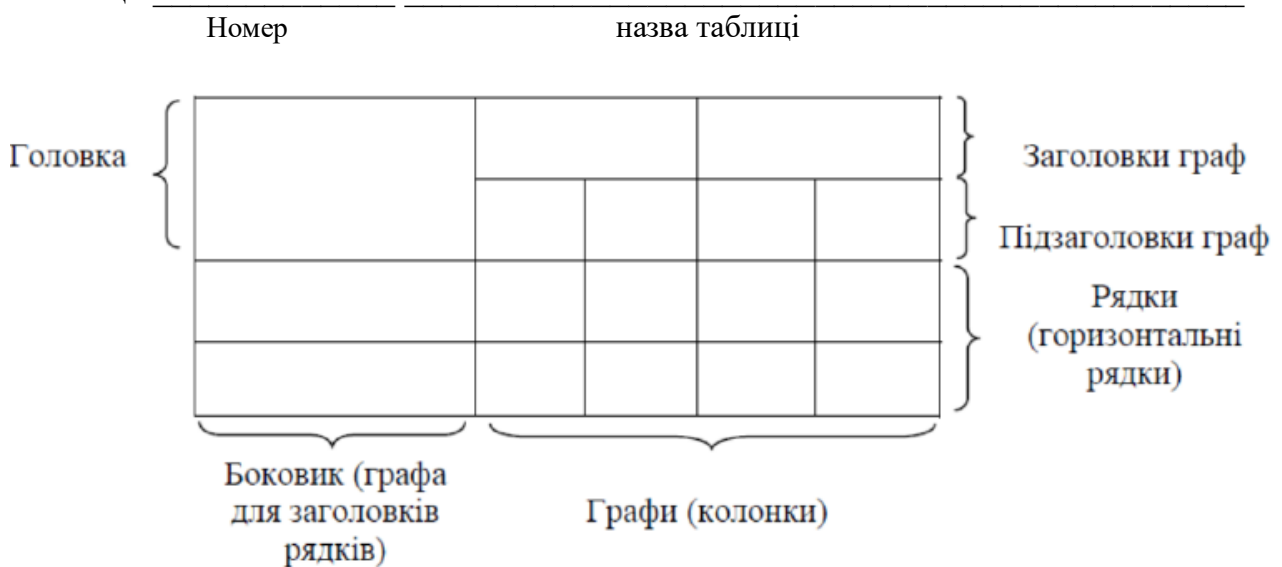 Номер назва таблиці
Головка
Заголовки граф
Підзаголовки граф
Рядки
(горизонтальні
рядки)
Боковик (графа
для заголовків
рядків)
Графи (колонки)